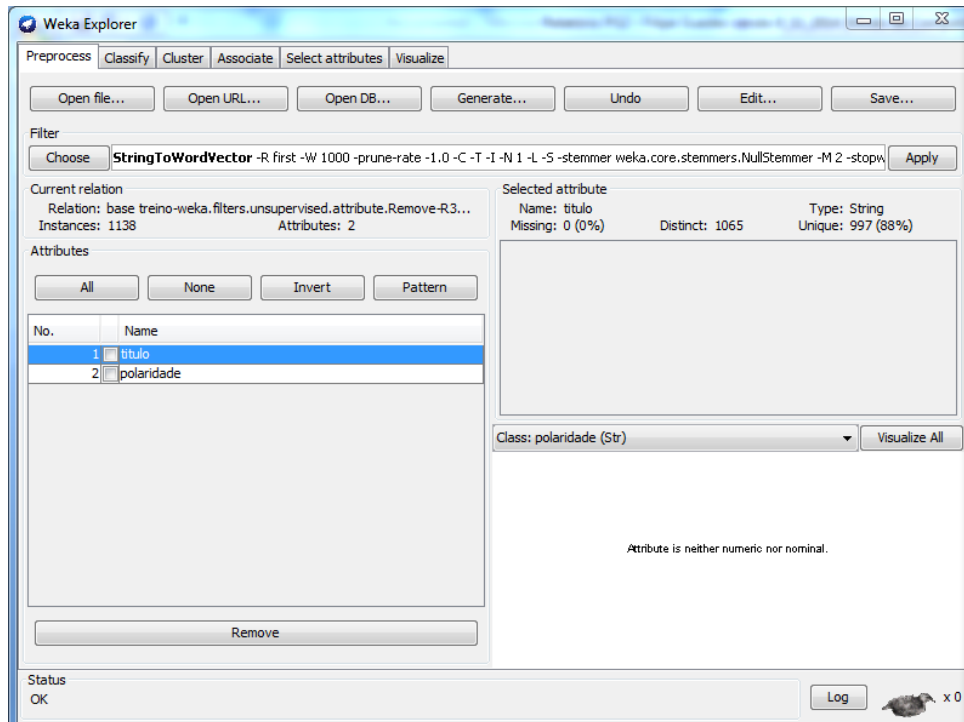 Weka Explorer
Preprocess Classify Cluster Associate Select attributes Visualize
Open file... Open URL... Open DB... Generate... Undo Edit... Save...
Filter
Choose StringToWordVector -R first -W 1000 -prune-rate -1.0 -C -T -I -N 1 -L -S -stemmer weka.core.stemmers.NullStemmer -M 2 -stopw Apply
Current relation
Relation: base treino-weka.filters.unsupervised.attribute.Remove-R3...
Instances: 1138 Attributes: 2
Attributes
All None Invert Pattern
No. Name
1 titulo
2 polaridade
Remove
Selected attribute
Name: titulo Type: String
Missing: 0 (0%) Distinct: 1065 Unique: 997 (88%)
Class: polaridade (Str) Visualize All
Attribute is neither numeric nor nominal.
Status
OK
Log x 0